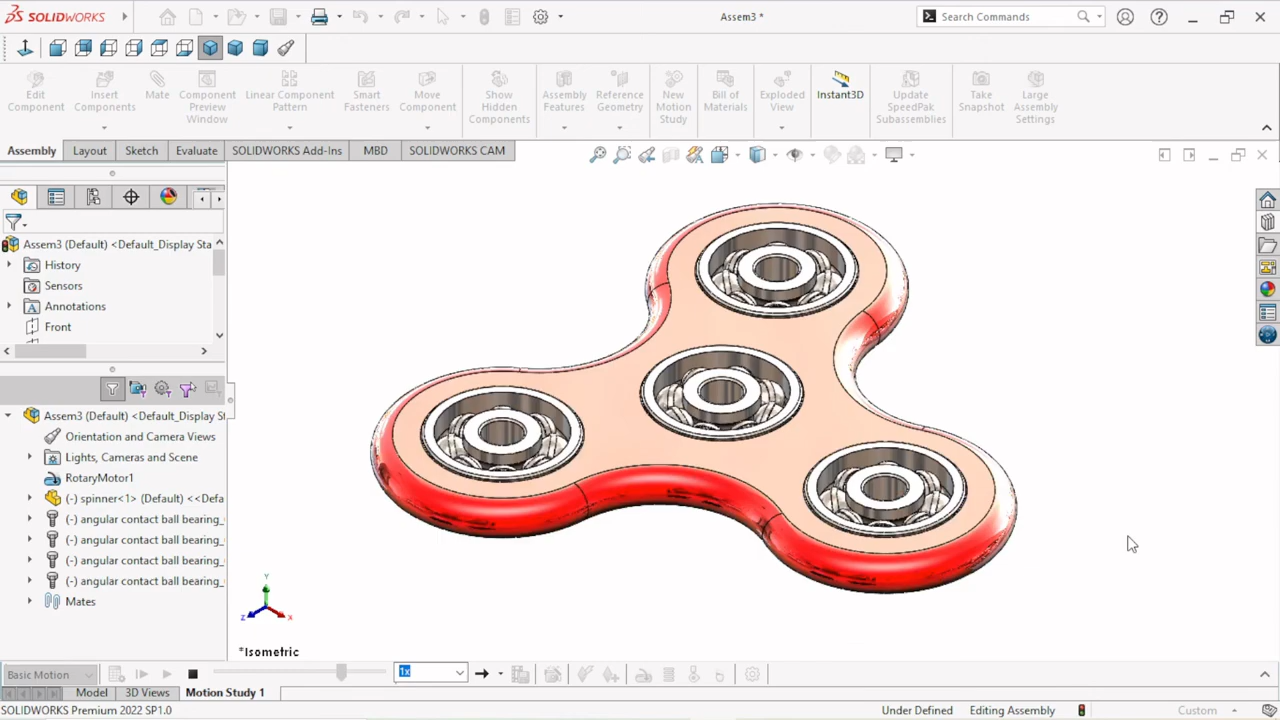 SOLIDWORKS
Assem3 *
Search Commands
Edit Component
Insert Components
Mate
Component Preview Window
Linear Component Pattern
Smart Fasteners
Move Component
Show Hidden Components
Assembly Features
Reference Geometry
New Motion Study
Bill of Materials
Exploded View
Instant3D
Update SpeedPak Subassemblies
Take Snapshot
Large Assembly Settings
Assembly
Layout
Sketch
Evaluate
SOLIDWORKS Add-Ins
MBD
SOLIDWORKS CAM
Assem3 (Default) <Default_Display Sta
History
Sensors
Annotations
Front
Assem3 (Default) <Default_Display St
Orientation and Camera Views
Lights, Cameras and Scene
RotaryMotor1
(-) spinner<1> (Default) <<Defa
(-) angular contact ball bearing_
(-) angular contact ball bearing_
(-) angular contact ball bearing_
(-) angular contact ball bearing_
Mates
Y
Z
X
*Isometric
Basic Motion
1x
Model
3D Views
Motion Study 1
SOLIDWORKS Premium 2022 SP1.0
Under Defined
Editing Assembly
Custom